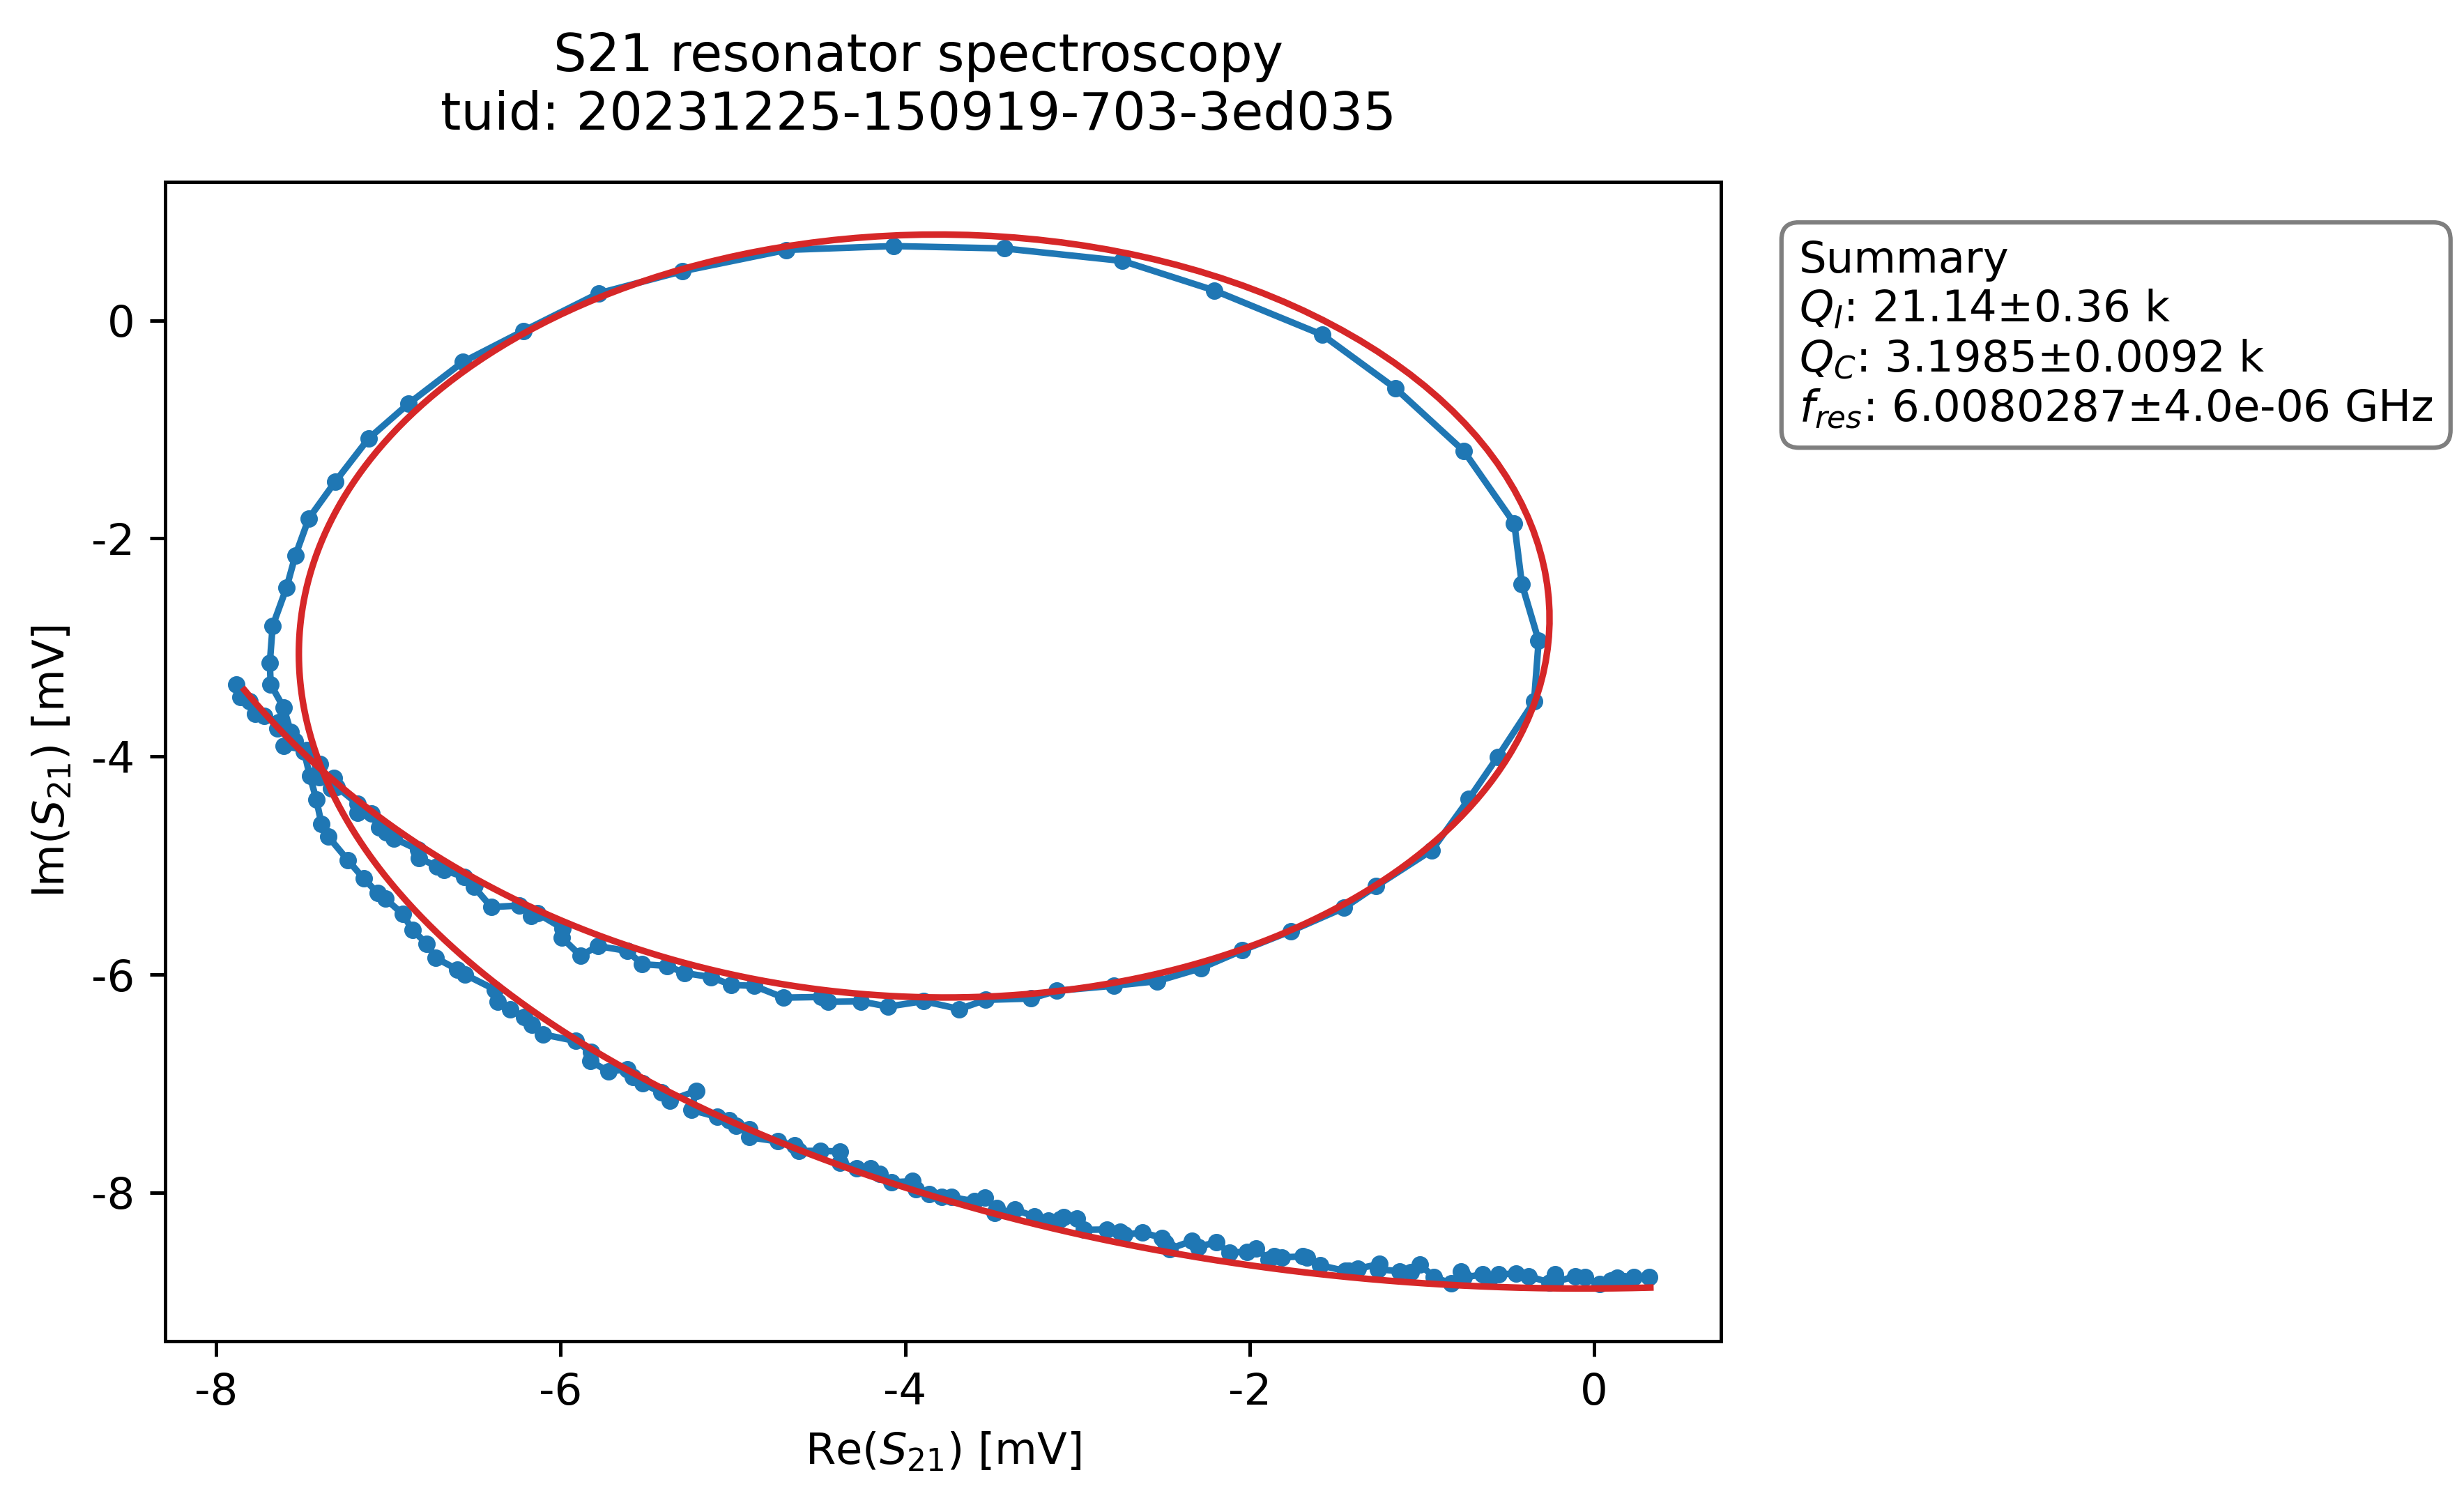 S21 resonator spectroscopy
tuid: 20231225-150919-703-3ed035
Summary
Q_I: 21.14±0.36 k
Q_C: 3.1985±0.0092 k
f_res: 6.0080287±4.0e-06 GHz
0
-2
-4
-6
-8
Im(S_21) [mV]
-8 -6 -4 -2 0
Re(S_21) [mV]